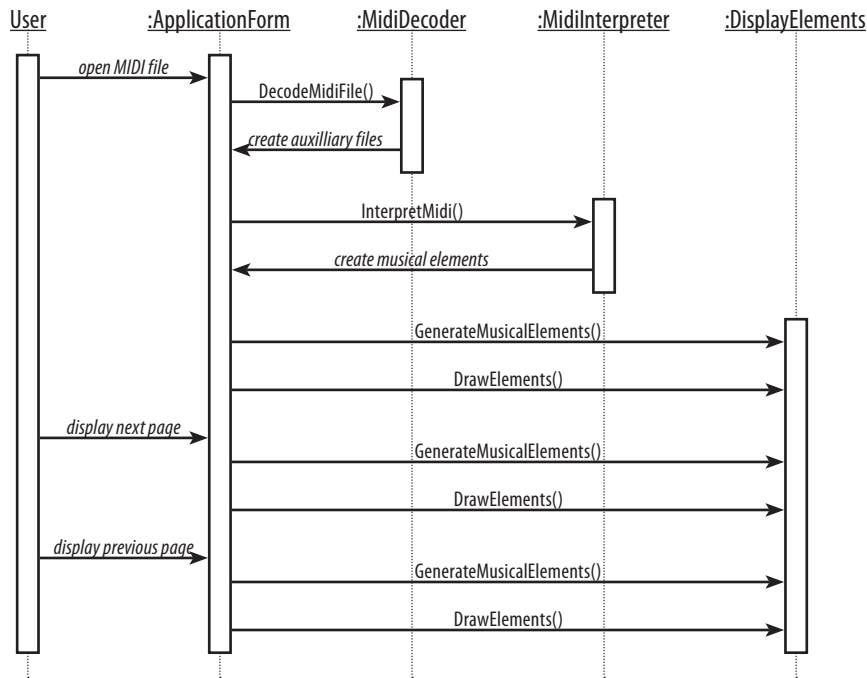 User :ApplicationForm :MidiDecoder :MidiInterpreter :DisplayElements
open MIDI file
DecodeMidiFile()
create auxilliary files
InterpretMidi()
create musical elements
GenerateMusicalElements()
DrawElements()
display next page
GenerateMusicalElements()
DrawElements()
display previous page
GenerateMusicalElements()
DrawElements()